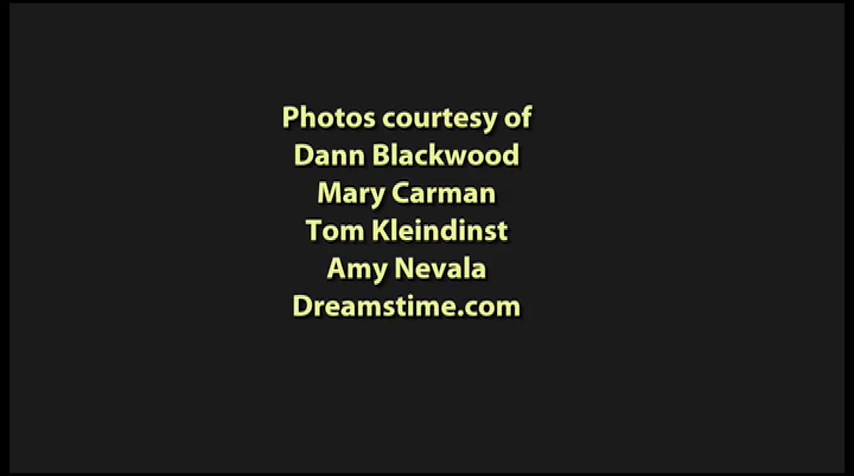 Photos courtesy of
Dann Blackwood
Mary Carman
Tom Kleindinst
Amy Nevala
Dreamstime.com